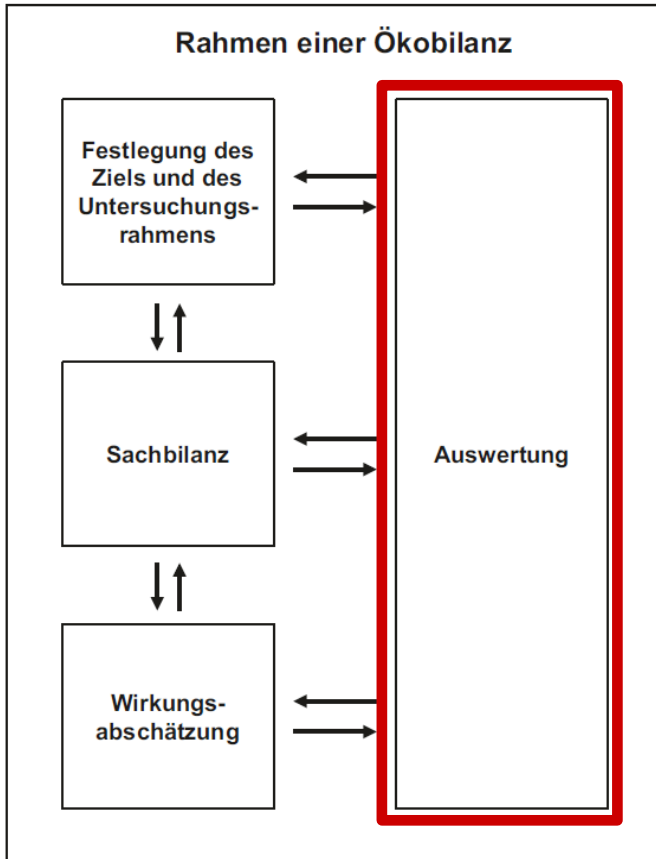 Rahmen einer Ökobilanz
Festlegung des
Ziels und des
Untersuchungs-
rahmens
Sachbilanz
Auswertung
Wirkungs-
abschätzung